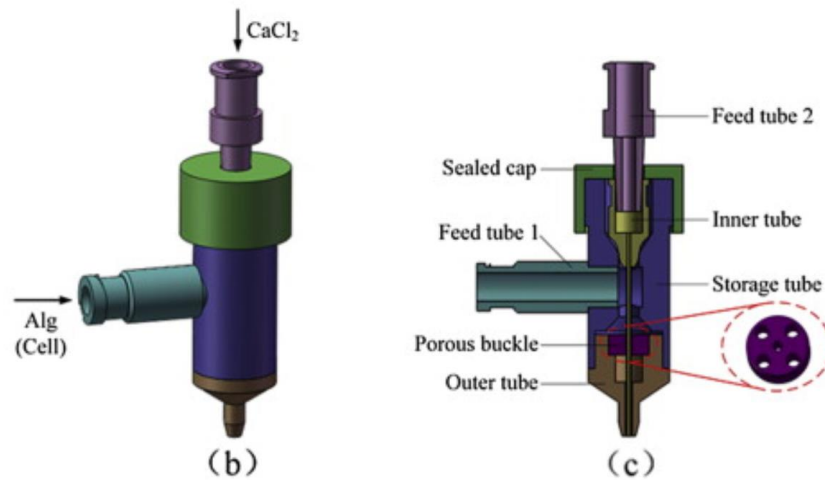 CaCl₂
Alg
(Cell)
(b)
Feed tube 2
Sealed cap
Inner tube
Feed tube 1
Storage tube
Porous buckle
Outer tube
(c)